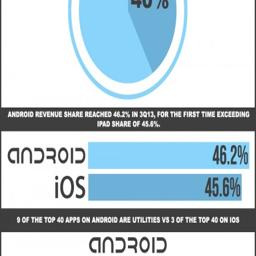 46%
ANDROID REVENUE SHARE REACHED 46.2% IN 3Q13, FOR THE FIRST TIME EXCEEDING
IPAD SHARE OF 45.6%.
ANDROID 46.2%
iOS 45.6%
9 OF THE TOP 40 APPS ON ANDROID ARE UTILITIES VS 3 OF THE TOP 40 ON IOS
ANDROID